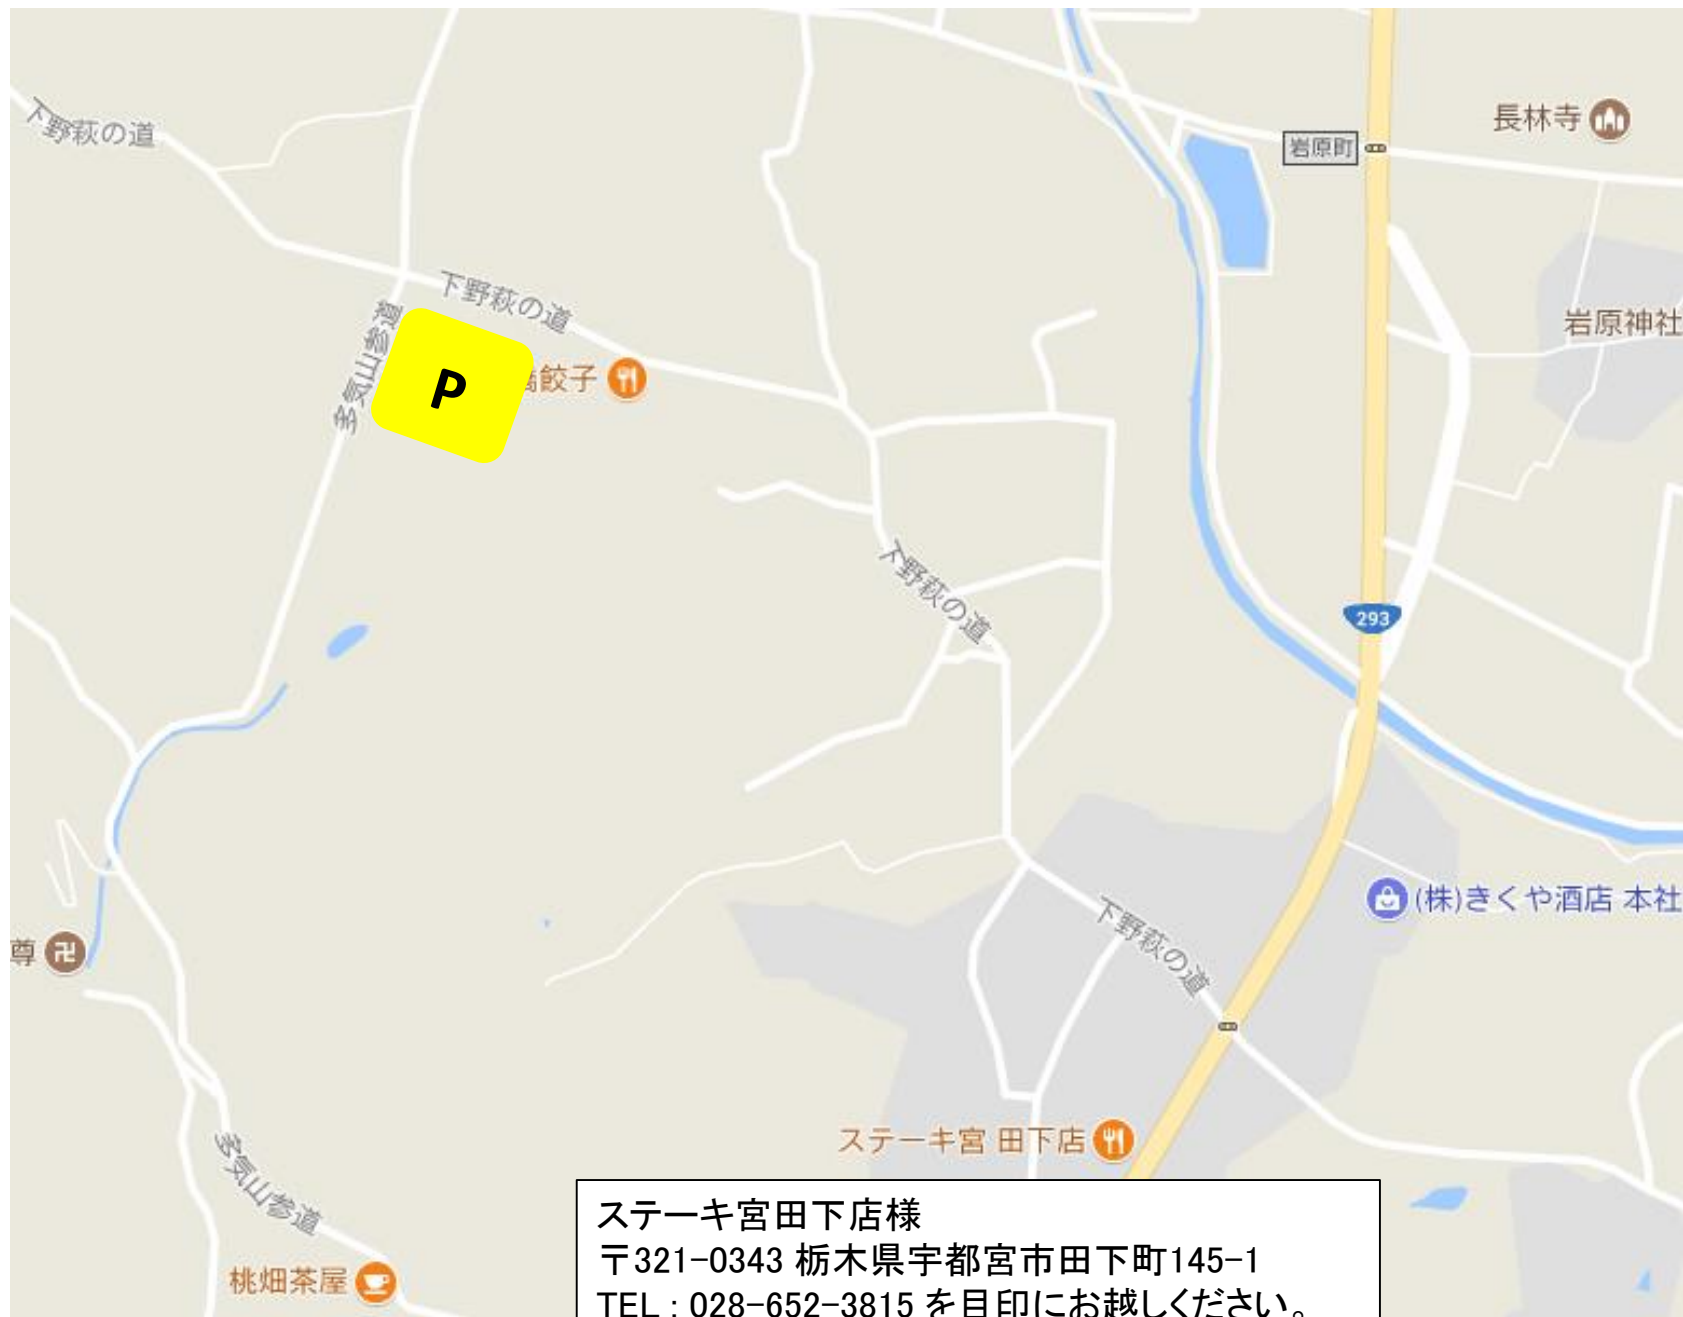 下野萩の道
長林寺
岩原町
下野萩の道
多気山参道
岩原神社
P
餃子
下野萩の道
293
(株)きくや酒店 本社
下野萩の道
尊
ステーキ宮 田下店
多気山参道
桃畑茶屋
ステーキ宮田下店様
〒321-0343 栃木県宇都宮市田下町145-1
TEL : 028-652-3815 を目印にお越しください。